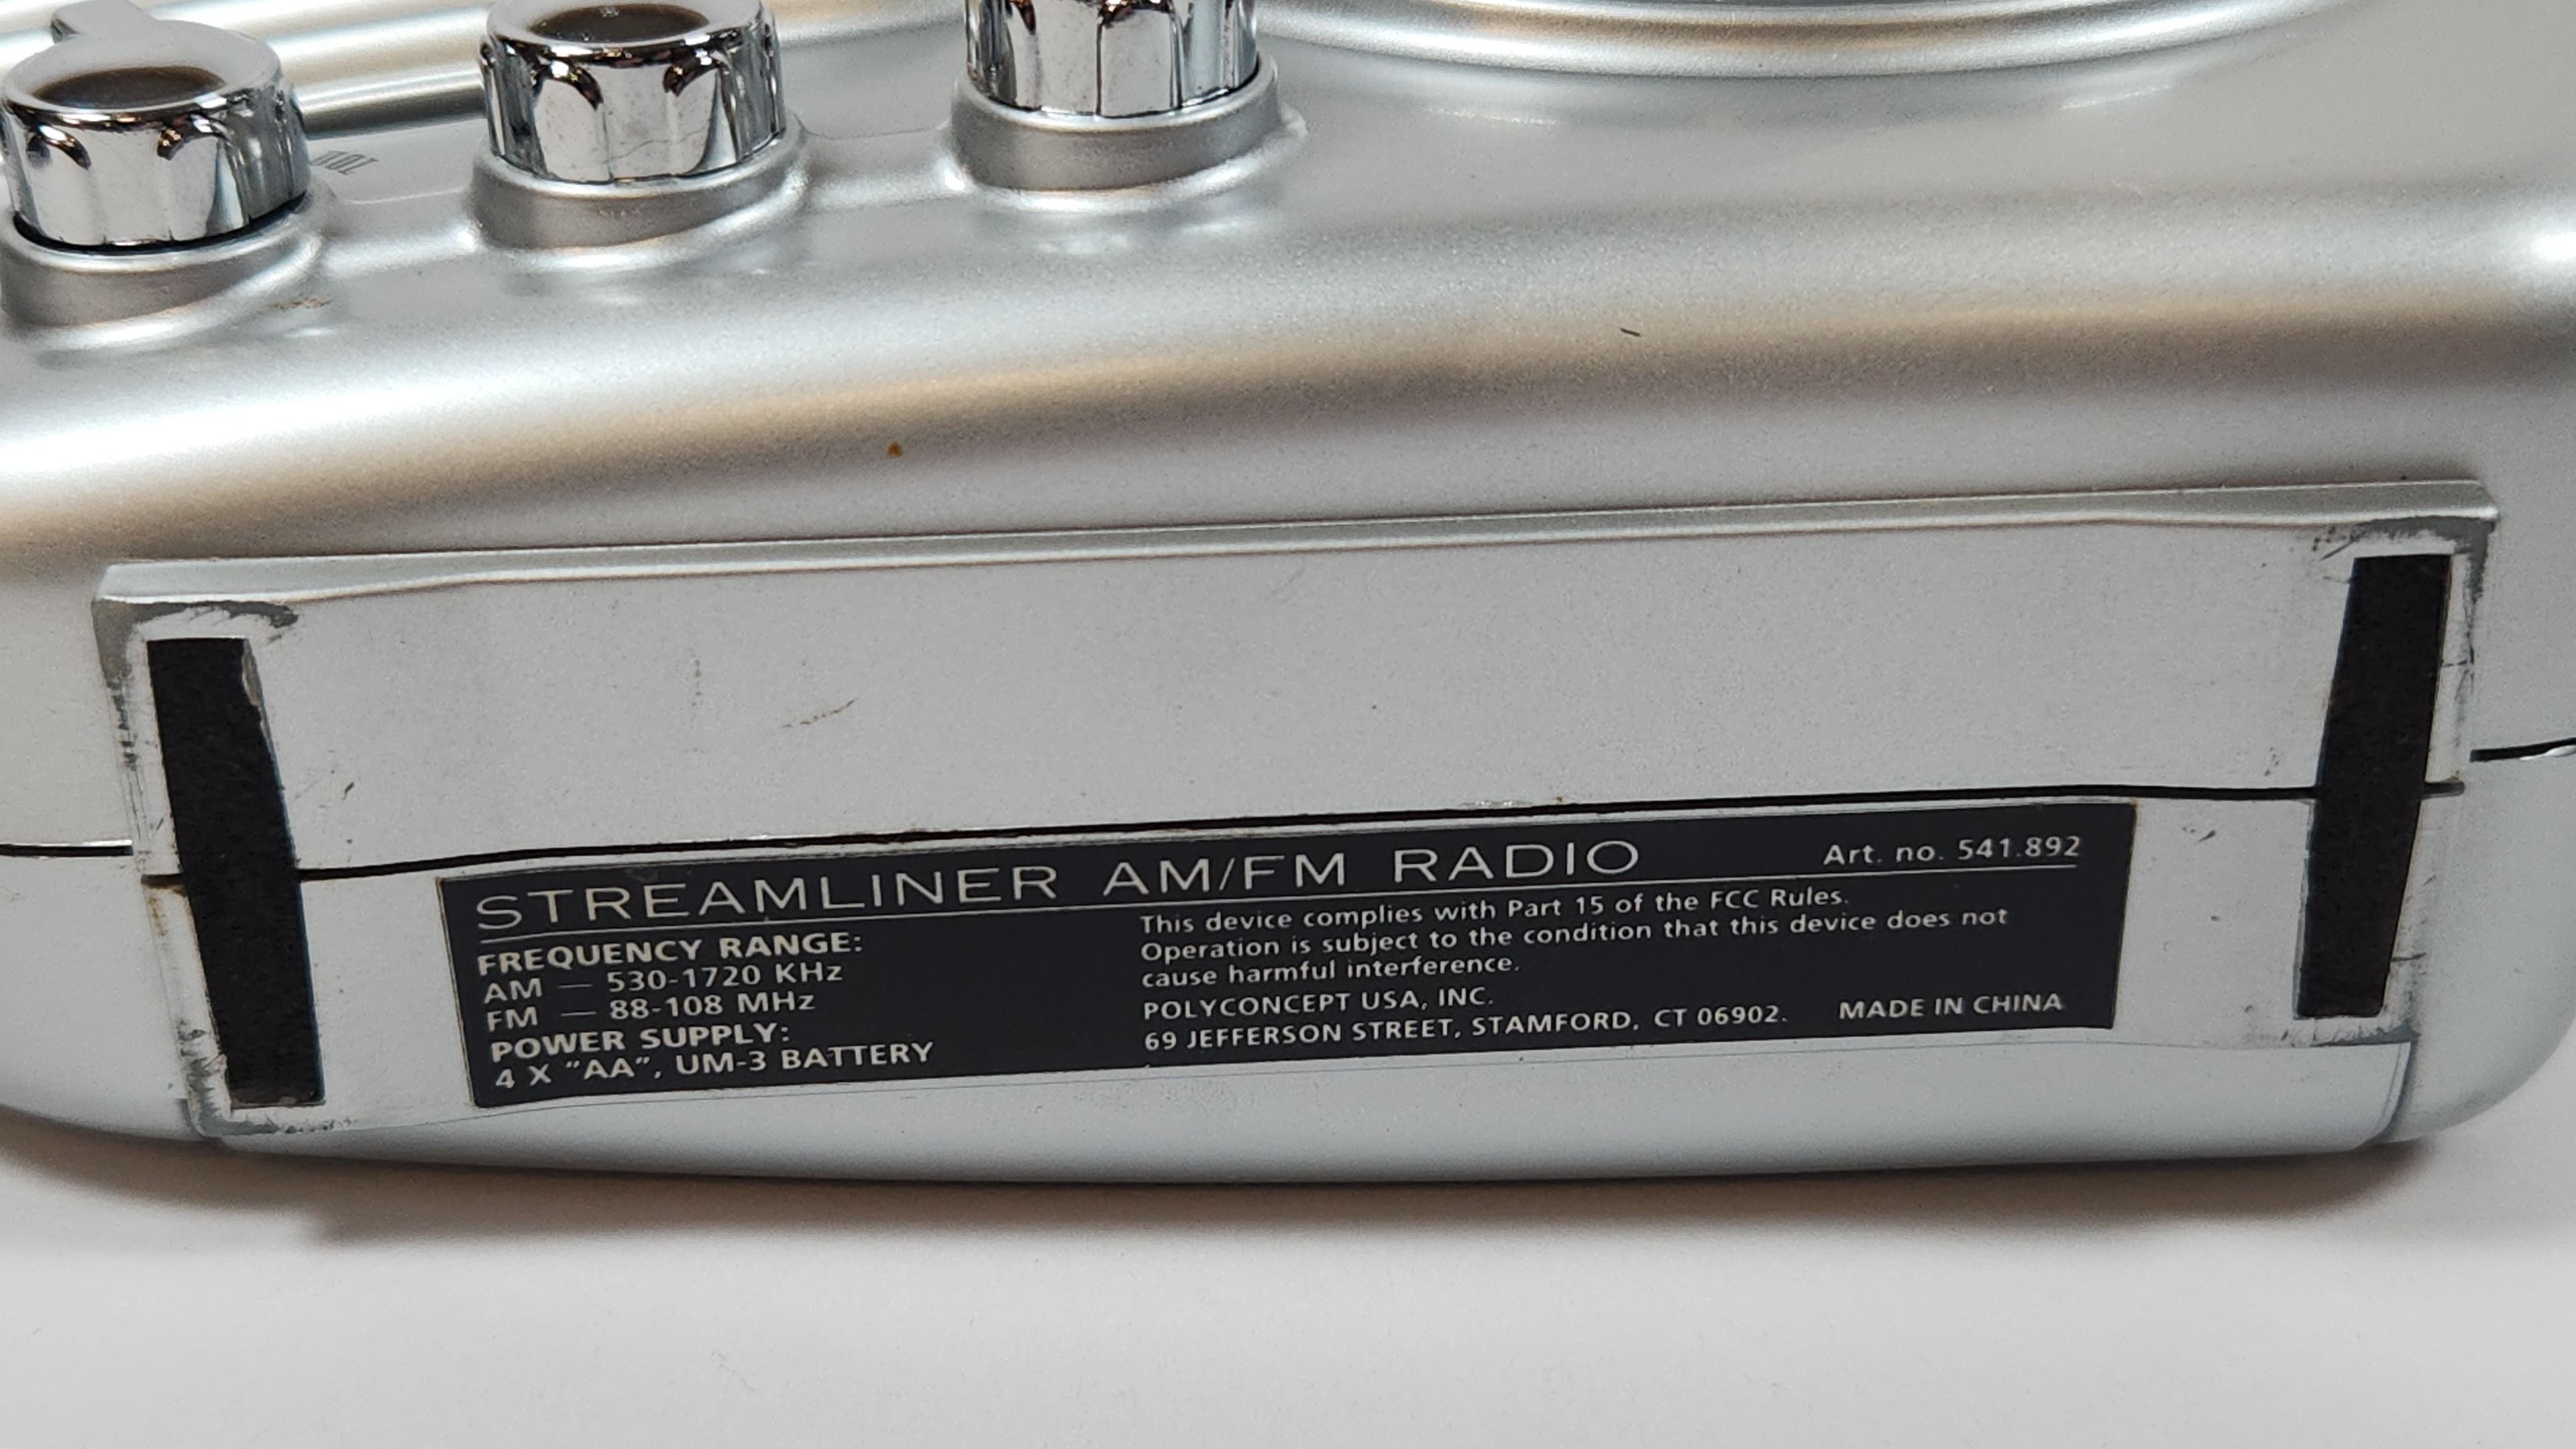 STREAMLINER AM/FM RADIO Art. no. 541.892
FREQUENCY RANGE:
AM — 530-1720 KHz
FM — 88-108 MHz
POWER SUPPLY:
4 X "AA", UM-3 BATTERY
This device complies with Part 15 of the FCC Rules.
Operation is subject to the condition that this device does not
cause harmful interference.
POLYCONCEPT USA, INC.
69 JEFFERSON STREET, STAMFORD, CT 06902. MADE IN CHINA